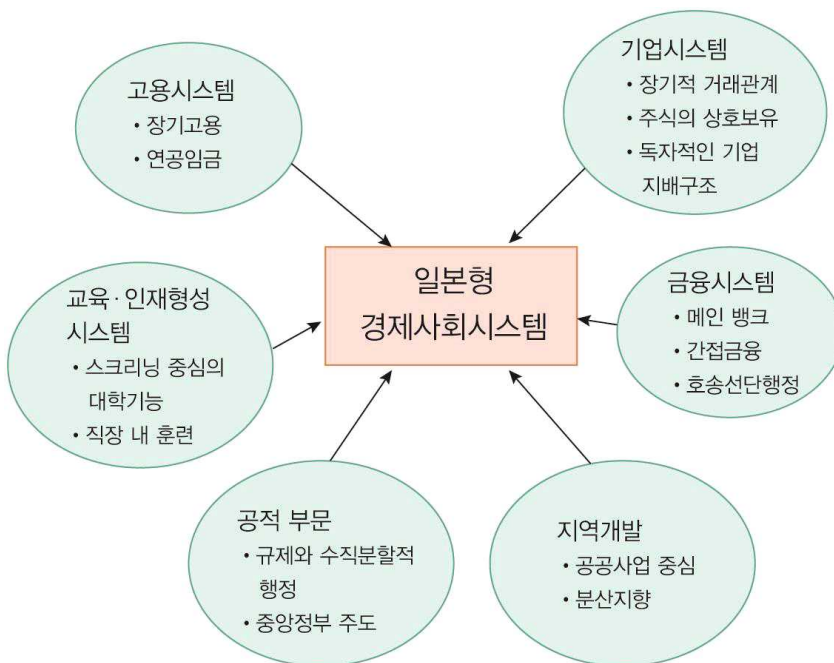 고용시스템
• 장기고용
• 연공임금
기업시스템
• 장기적 거래관계
• 주식의 상호보유
• 독자적인 기업
지배구조
일본형
경제사회시스템
교육·인재형성
시스템
• 스크리닝 중심의
대학기능
• 직장 내 훈련
금융시스템
• 메인 뱅크
• 간접금융
• 호송선단행정
공적 부문
• 규제와 수직분할적
행정
• 중앙정부 주도
지역개발
• 공공사업 중심
• 분산지향